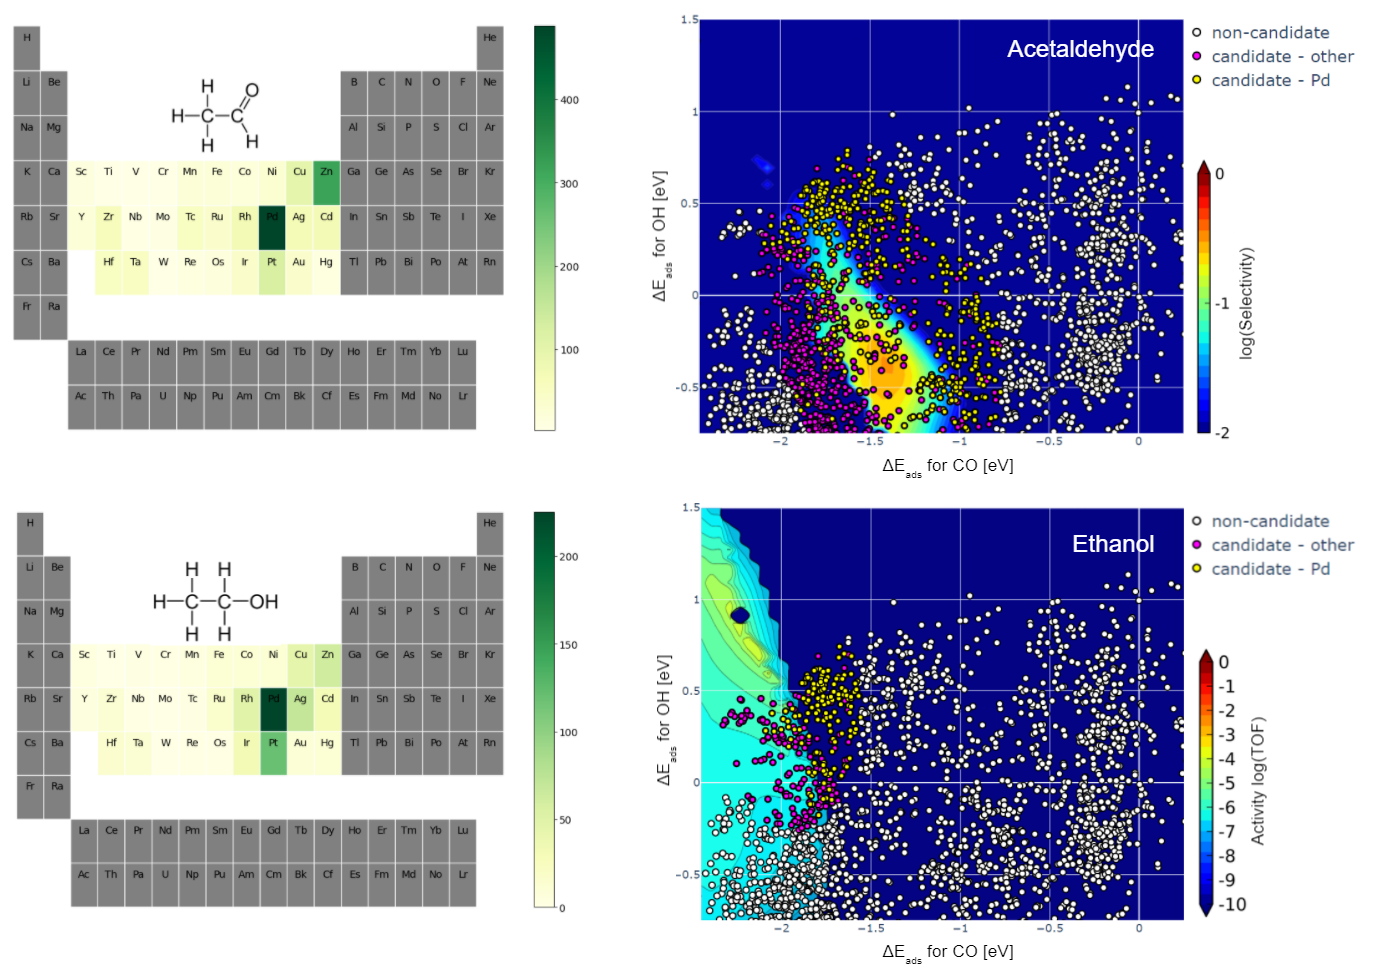 H He
Li Be B C N O F Ne
Na Mg Al Si P S Cl Ar
K Ca Sc Ti V Cr Mn Fe Co Ni Cu Zn Ga Ge As Se Br Kr
Rb Sr Y Zr Nb Mo Tc Ru Rh Pd Ag Cd In Sn Sb Te I Xe
Cs Ba Hf Ta W Re Os Ir Pt Au Hg Tl Pb Bi Po At Rn
Fr Ra
La Ce Pr Nd Pm Sm Eu Gd Tb Dy Ho Er Tm Yb Lu
Ac Th Pa U Np Pu Am Cm Bk Cf Es Fm Md No Lr
H O
H C C
H H
400
300
200
100
Acetaldehyde
non-candidate
candidate - other
candidate - Pd
1.5
1
0.5
0
−0.5
ΔEads for OH [eV]
−2 −1.5 −1 −0.5 0
ΔEads for CO [eV]
0
-1
-2
log(Selectivity)
H He
Li Be B C N O F Ne
Na Mg Al Si P S Cl Ar
K Ca Sc Ti V Cr Mn Fe Co Ni Cu Zn Ga Ge As Se Br Kr
Rb Sr Y Zr Nb Mo Tc Ru Rh Pd Ag Cd In Sn Sb Te I Xe
Cs Ba Hf Ta W Re Os Ir Pt Au Hg Tl Pb Bi Po At Rn
Fr Ra
La Ce Pr Nd Pm Sm Eu Gd Tb Dy Ho Er Tm Yb Lu
Ac Th Pa U Np Pu Am Cm Bk Cf Es Fm Md No Lr
H H
H C C OH
H H
200
150
100
50
0
Ethanol
non-candidate
candidate - other
candidate - Pd
1.5
1
0.5
0
−0.5
ΔEads for OH [eV]
−2 −1.5 −1 −0.5 0
ΔEads for CO [eV]
0
-1
-2
-3
-4
-5
-6
-7
-8
-9
-10
Activity log(TOF)